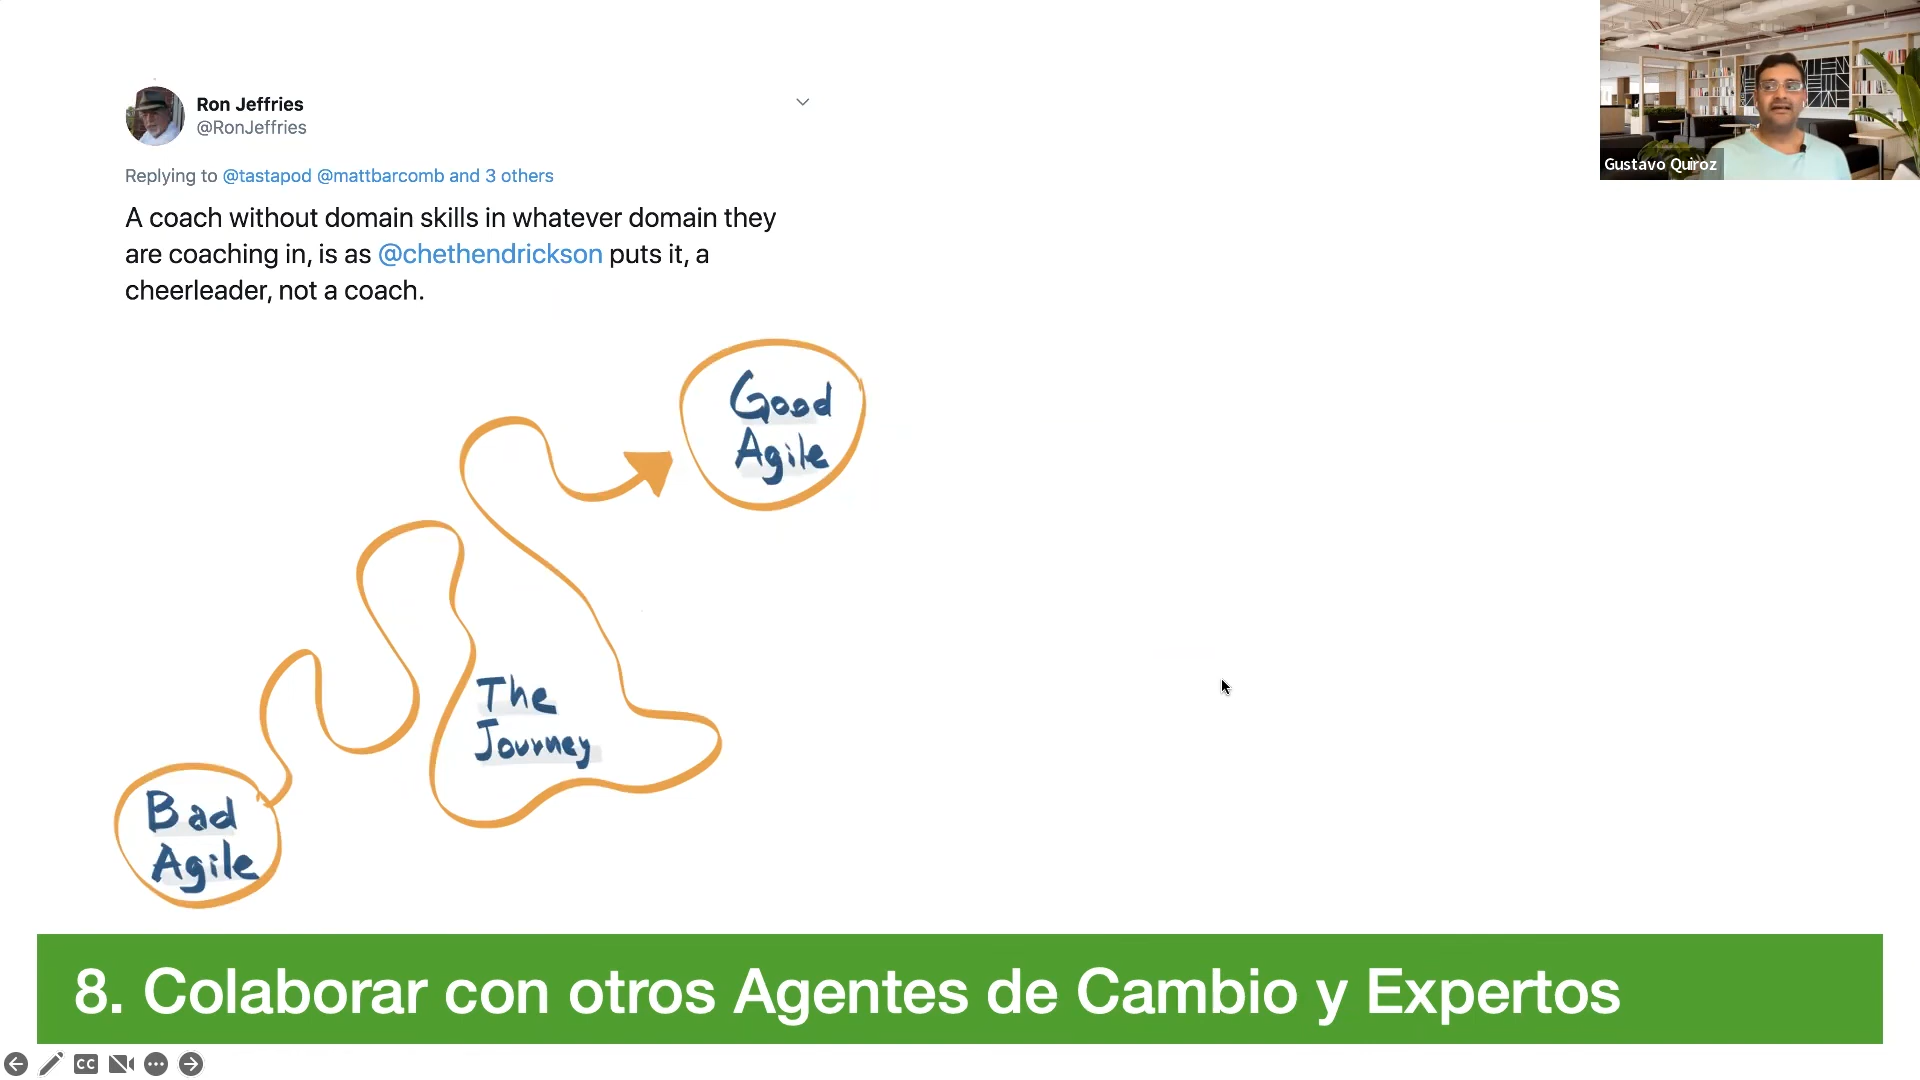 Ron Jeffries
@RonJeffries
Replying to @tastapod @mattbarcomb and 3 others
A coach without domain skills in whatever domain they
are coaching in, is as @chethendrickson puts it, a
cheerleader, not a coach.
Gustavo Quiroz
Good
Agile
The
Journey
Bad
Agile
8. Colaborar con otros Agentes de Cambio y Expertos
CC